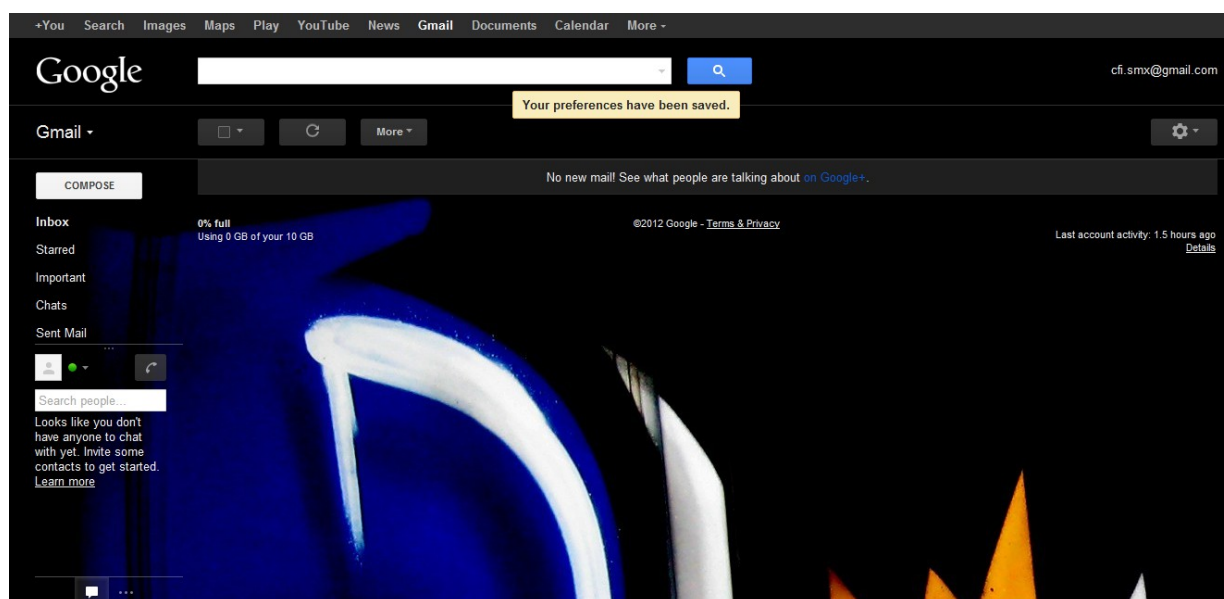 +You Search Images Maps Play YouTube News Gmail Documents Calendar More
Google
cfi.smx@gmail.com
Your preferences have been saved.
Gmail
More
COMPOSE
No new mail! See what people are talking about on Google+.
Inbox
0% full
Using 0 GB of your 10 GB
©2012 Google - Terms & Privacy
Last account activity: 1.5 hours ago
Details
Starred
Important
Chats
Sent Mail
Search people...
Looks like you don't
have anyone to chat
with yet. Invite some
contacts to get started.
Learn more